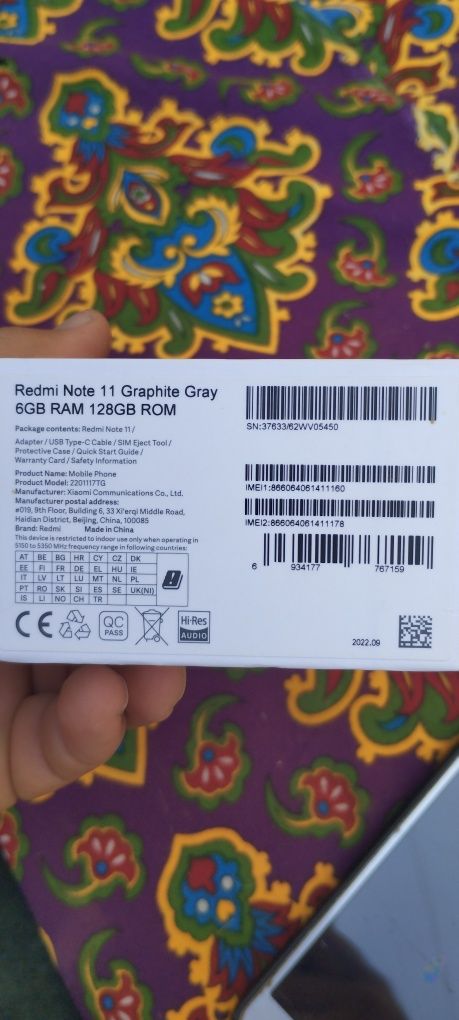 Redmi Note 11 Graphite Gray
6GB RAM 128GB ROM
Package contents: Redmi Note 11 /
Adapter / USB Type-C Cable / SIM Eject Tool /
Protective Case / Quick Start Guide /
Warranty Card / Safety Information
Product Name: Mobile Phone
Product Model: 2201117TG
Manufacturer: Xiaomi Communications Co., Ltd.
Manufacturer postal address:
#019, 9th Floor, Building 6, 33 Xi'erqi Middle Road,
Haidian District, Beijing, China, 100085
Brand: Redmi Made in China
This device is restricted to indoor use only when operating in
5150 to 5350 MHz frequency range in following countries:
AT BE BG HR CY CZ DK
EE FI FR DE EL HU IE
IT LV LT LU MT NL PL
PT RO SK SI ES SE UK(NI)
IS LI NO CH TR
CE
QC
PASS
Hi-Res
AUDIO
SN:37633/62WV05450
IMEI1:866064061411160
IMEI2:866064061411178
6 934177 767159
2022.09